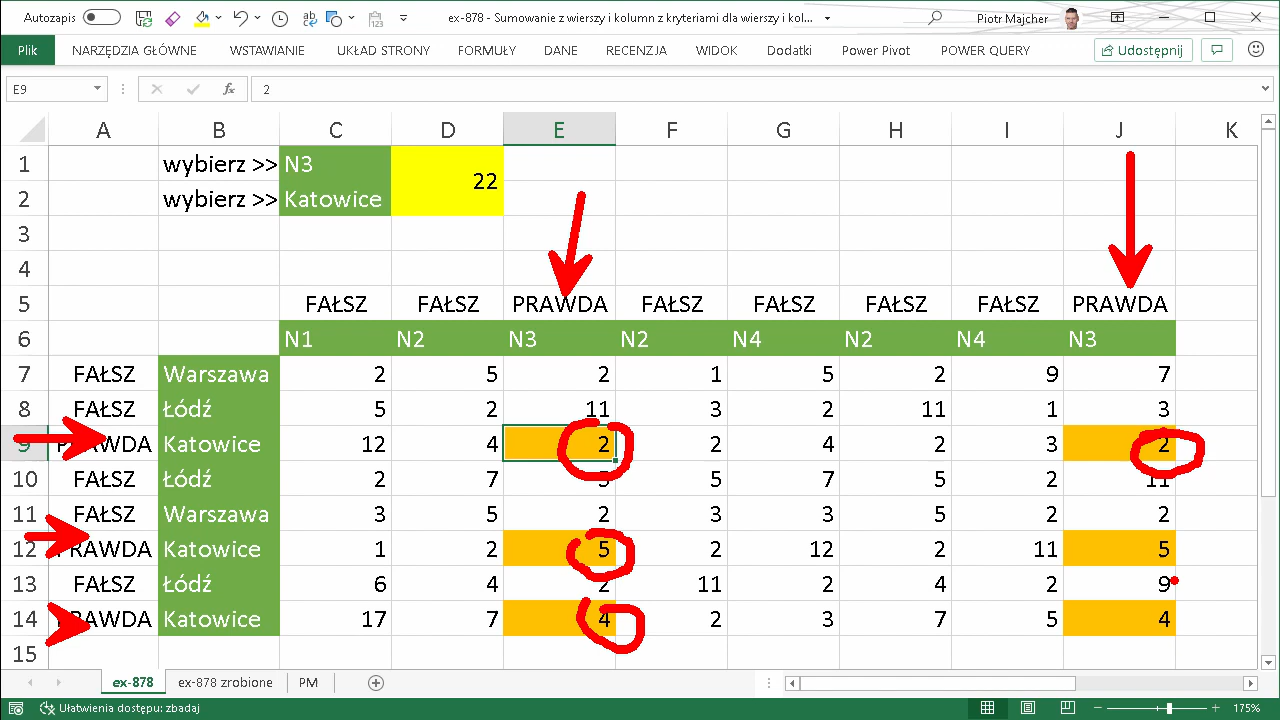 Autozapis ex-878 - Sumowanie z wierszy i kolumn z kryteriami dla wierszy i ko... Piotr Majcher
Plik NARZĘDZIA GŁÓWNE WSTAWIANIE UKŁAD STRONY FORMUŁY DANE RECENZJA WIDOK Dodatki Power Pivot POWER QUERY Udostępnij
E9 fx 2
A B C D E F G H I J K
1 wybierz >> N3 22
2 wybierz >> Katowice
3
4
5 FAŁSZ FAŁSZ PRAWDA FAŁSZ FAŁSZ FAŁSZ FAŁSZ PRAWDA
6 N1 N2 N3 N2 N4 N2 N4 N3
7 FAŁSZ Warszawa 2 5 2 1 5 2 9 7
8 FAŁSZ Łódź 5 2 11 3 2 11 1 3
9 PRAWDA Katowice 12 4 2 2 4 2 3 2
10 FAŁSZ Łódź 2 7 5 7 5 2 11
11 FAŁSZ Warszawa 3 5 2 3 3 5 2 2
12 PRAWDA Katowice 1 2 5 2 12 2 11 5
13 FAŁSZ Łódź 6 4 2 11 2 4 2 9
14 PRAWDA Katowice 17 7 4 2 3 7 5 4
15
ex-878 ex-878 zrobione PM
Ułatwienia dostępu: zbadaj 175%